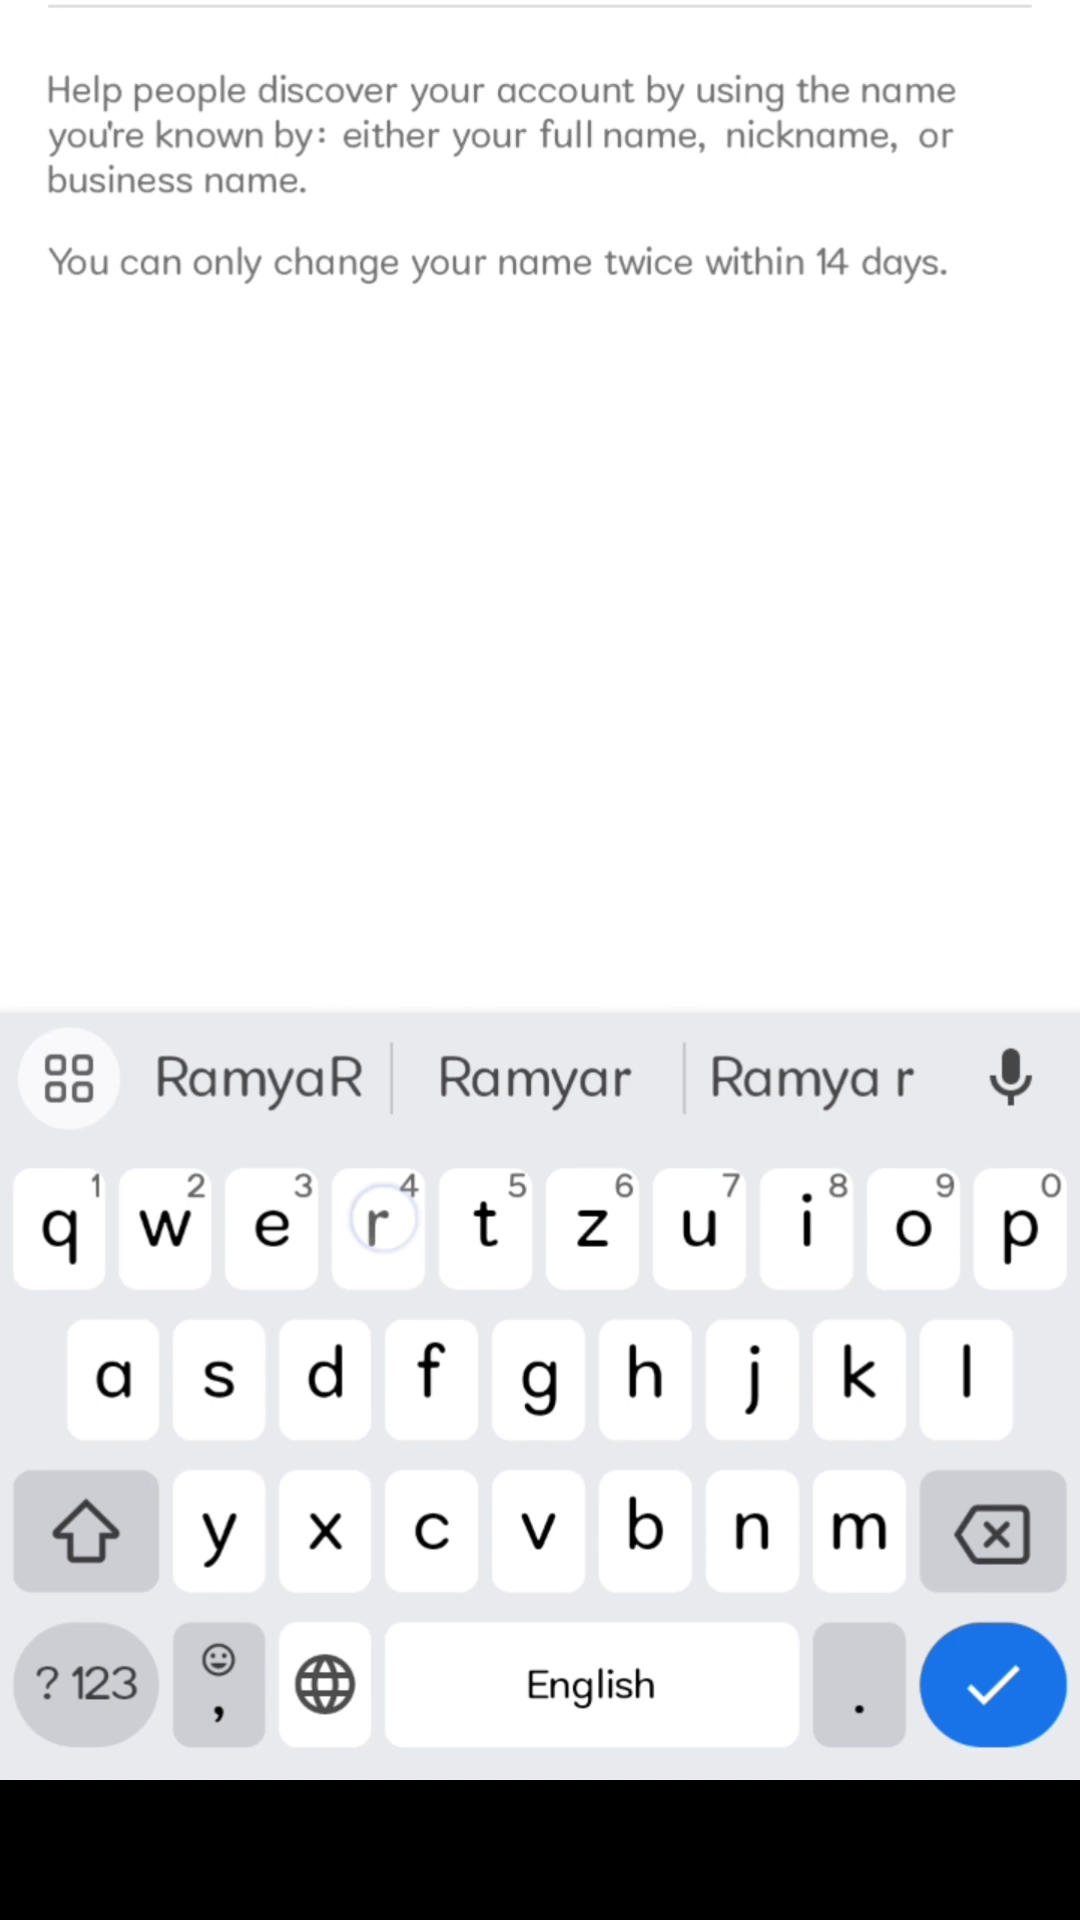 Help people discover your account by using the name
you're known by: either your full name, nickname, or
business name.
You can only change your name twice within 14 days.
RamyaR Ramyar Ramya r
1 2 3 4 5 6 7 8 9 0
q w e r t z u i o p
a s d f g h j k l
y x c v b n m
?123 , English .